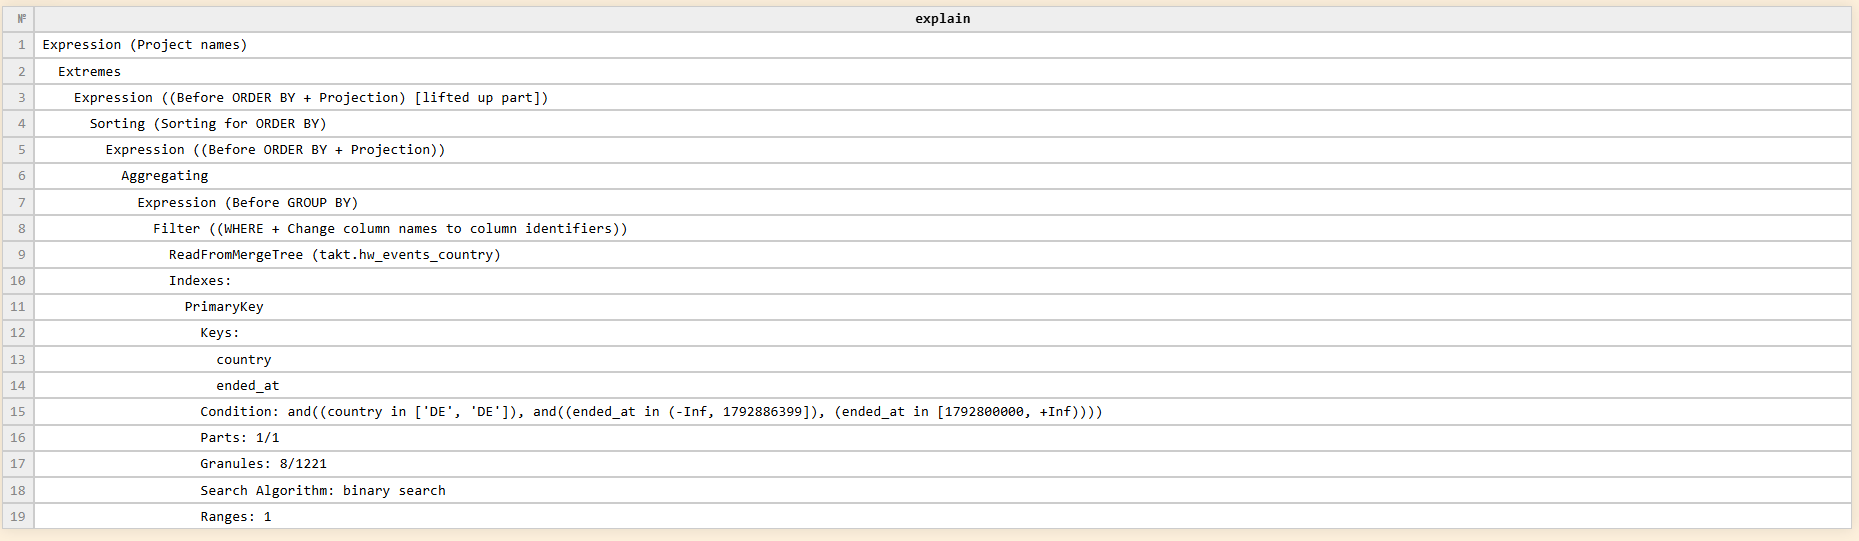 № explain
1 Expression (Project names)
2 Extremes
3 Expression ((Before ORDER BY + Projection) [lifted up part])
4 Sorting (Sorting for ORDER BY)
5 Expression ((Before ORDER BY + Projection))
6 Aggregating
7 Expression (Before GROUP BY)
8 Filter ((WHERE + Change column names to column identifiers))
9 ReadFromMergeTree (takt.hw_events_country)
10 Indexes:
11 PrimaryKey
12 Keys:
13 country
14 ended_at
15 Condition: and((country in ['DE', 'DE']), and((ended_at in (-Inf, 1792886399]), (ended_at in [1792800000, +Inf))))
16 Parts: 1/1
17 Granules: 8/1221
18 Search Algorithm: binary search
19 Ranges: 1